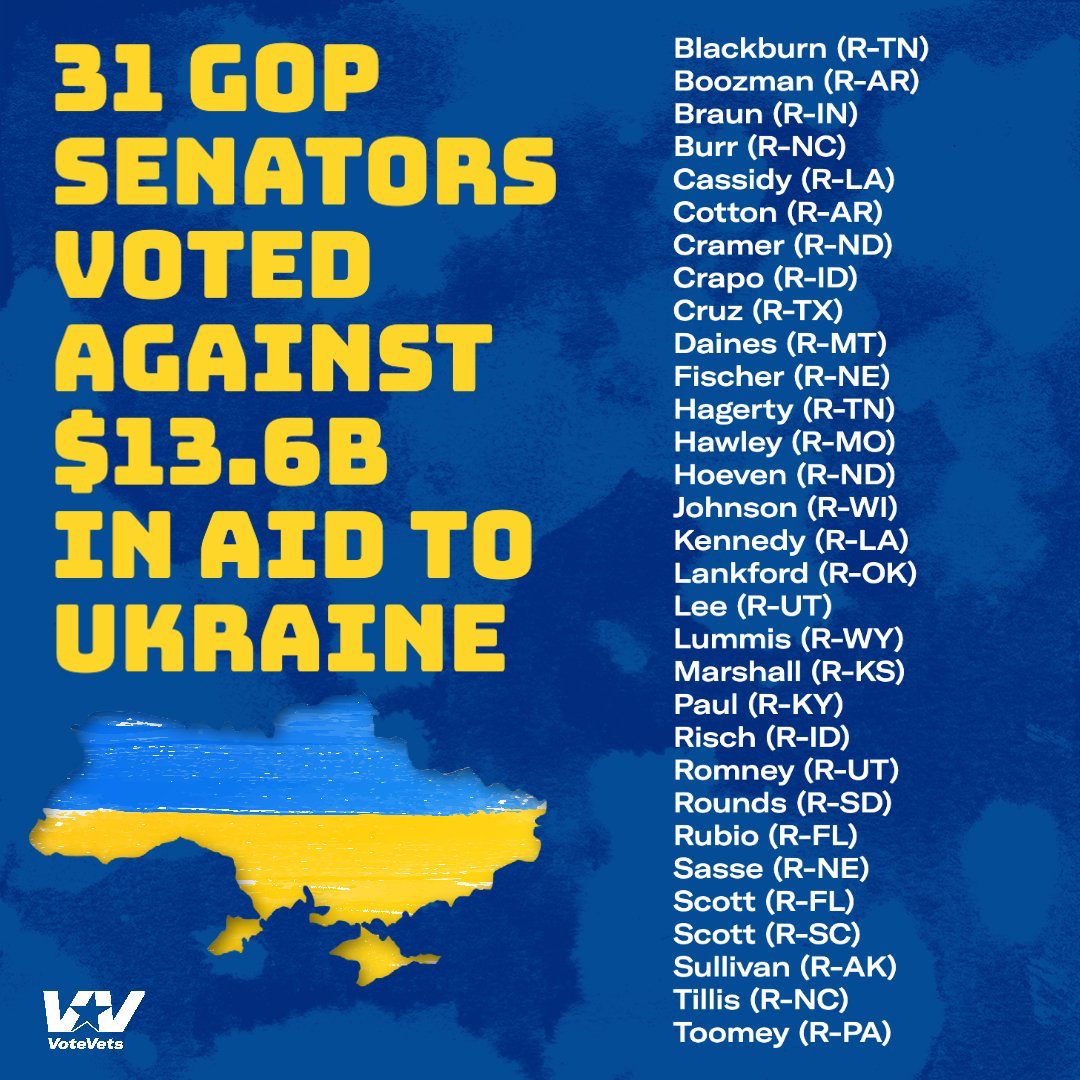 31 GOP
SENATORS
VOTED
AGAINST
$13.6B
IN AID TO
UKRAINE
Blackburn (R-TN)
Boozman (R-AR)
Braun (R-IN)
Burr (R-NC)
Cassidy (R-LA)
Cotton (R-AR)
Cramer (R-ND)
Crapo (R-ID)
Cruz (R-TX)
Daines (R-MT)
Fischer (R-NE)
Hagerty (R-TN)
Hawley (R-MO)
Hoeven (R-ND)
Johnson (R-WI)
Kennedy (R-LA)
Lankford (R-OK)
Lee (R-UT)
Lummis (R-WY)
Marshall (R-KS)
Paul (R-KY)
Risch (R-ID)
Romney (R-UT)
Rounds (R-SD)
Rubio (R-FL)
Sasse (R-NE)
Scott (R-FL)
Scott (R-SC)
Sullivan (R-AK)
Tillis (R-NC)
Toomey (R-PA)
VV
VoteVets